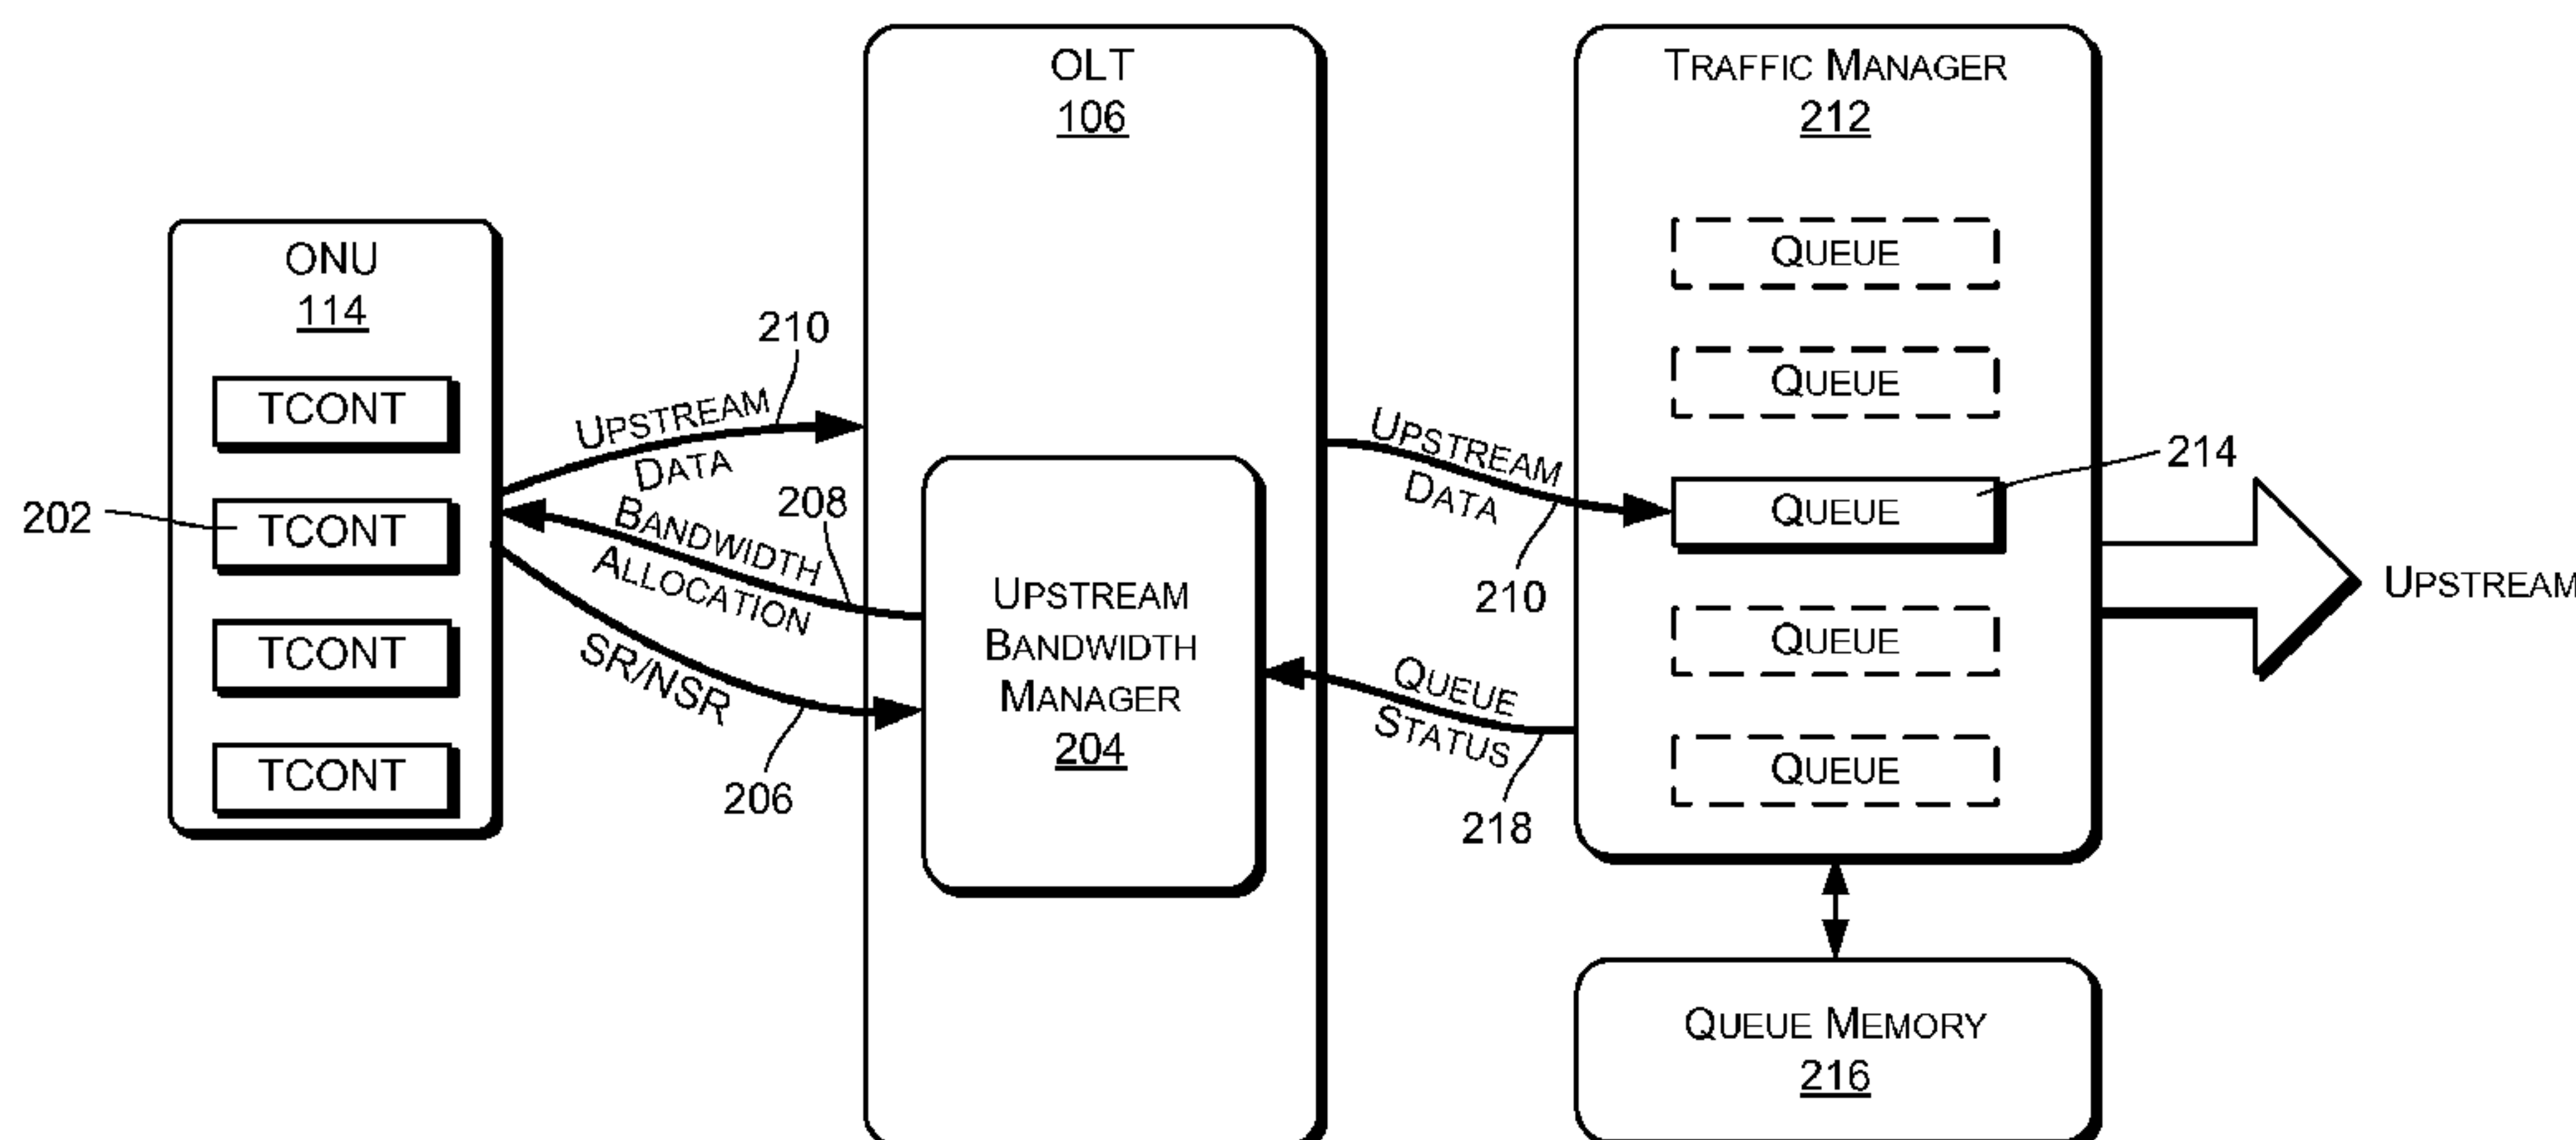 ONU
114
TCONT
202
TCONT
TCONT
TCONT
210
UPSTREAM
DATA
208
BANDWIDTH
ALLOCATION
SR/NSR
206
OLT
106
UPSTREAM
BANDWIDTH
MANAGER
204
UPSTREAM
DATA
210
QUEUE
STATUS
218
TRAFFIC MANAGER
212
QUEUE
QUEUE
QUEUE
214
QUEUE
QUEUE
UPSTREAM
QUEUE MEMORY
216